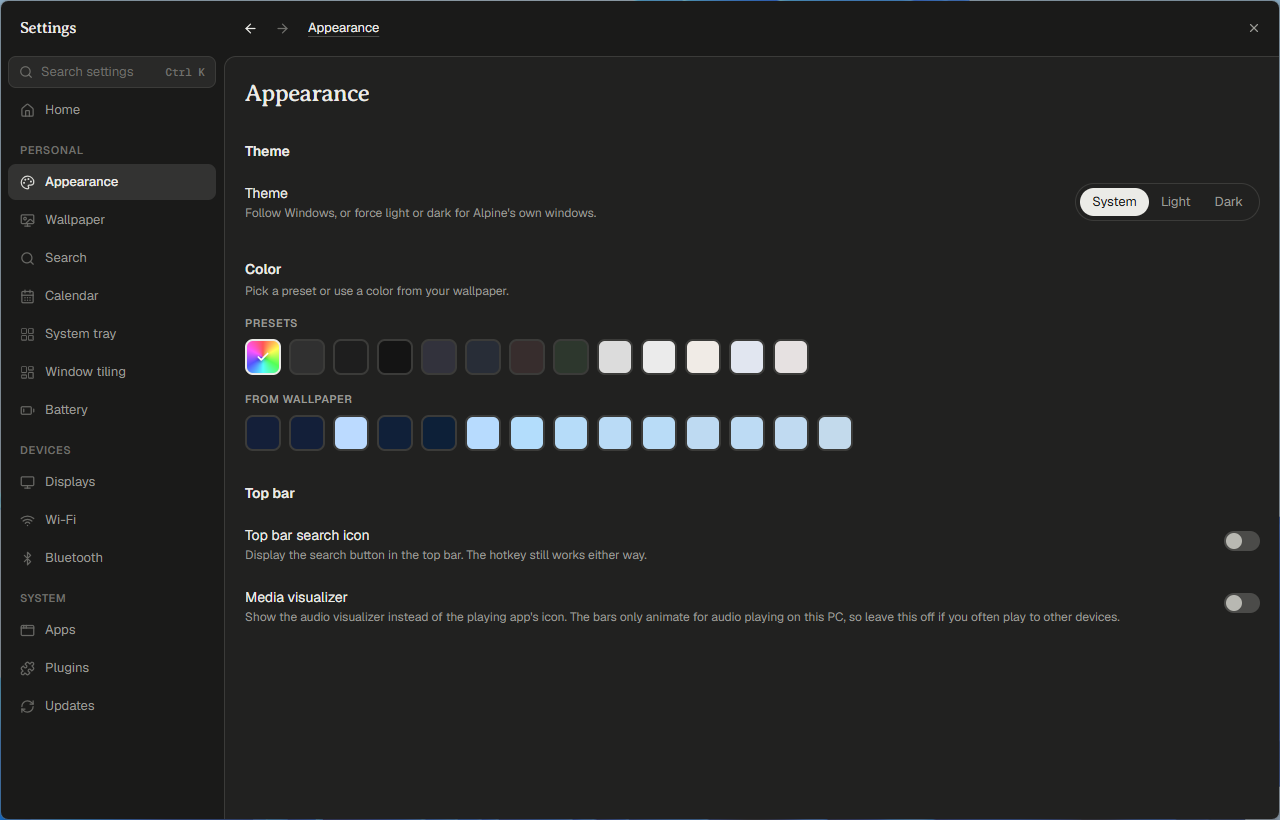 Settings
Appearance
Search settings
Ctrl K
Home
PERSONAL
Appearance
Wallpaper
Search
Calendar
System tray
Window tiling
Battery
DEVICES
Displays
Wi-Fi
Bluetooth
SYSTEM
Apps
Plugins
Updates
Appearance
Theme
Theme
Follow Windows, or force light or dark for Alpine's own windows.
System
Light
Dark
Color
Pick a preset or use a color from your wallpaper.
PRESETS
FROM WALLPAPER
Top bar
Top bar search icon
Display the search button in the top bar. The hotkey still works either way.
Media visualizer
Show the audio visualizer instead of the playing app's icon. The bars only animate for audio playing on this PC, so leave this off if you often play to other devices.